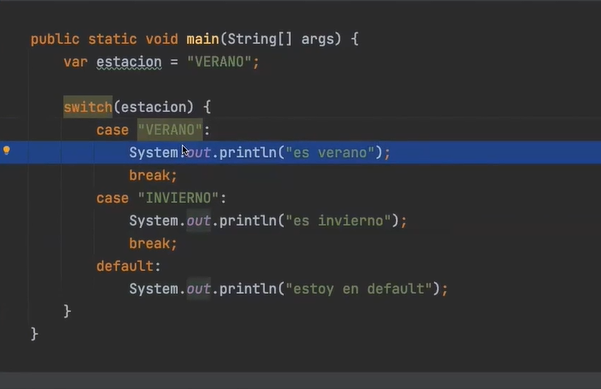 public static void main(String[] args) {
var estacion = "VERANO";
switch(estacion) {
case "VERANO":
System.out.println("es verano");
break;
case "INVIERNO":
System.out.println("es invierno");
break;
default:
System.out.println("estoy en default");
}
}